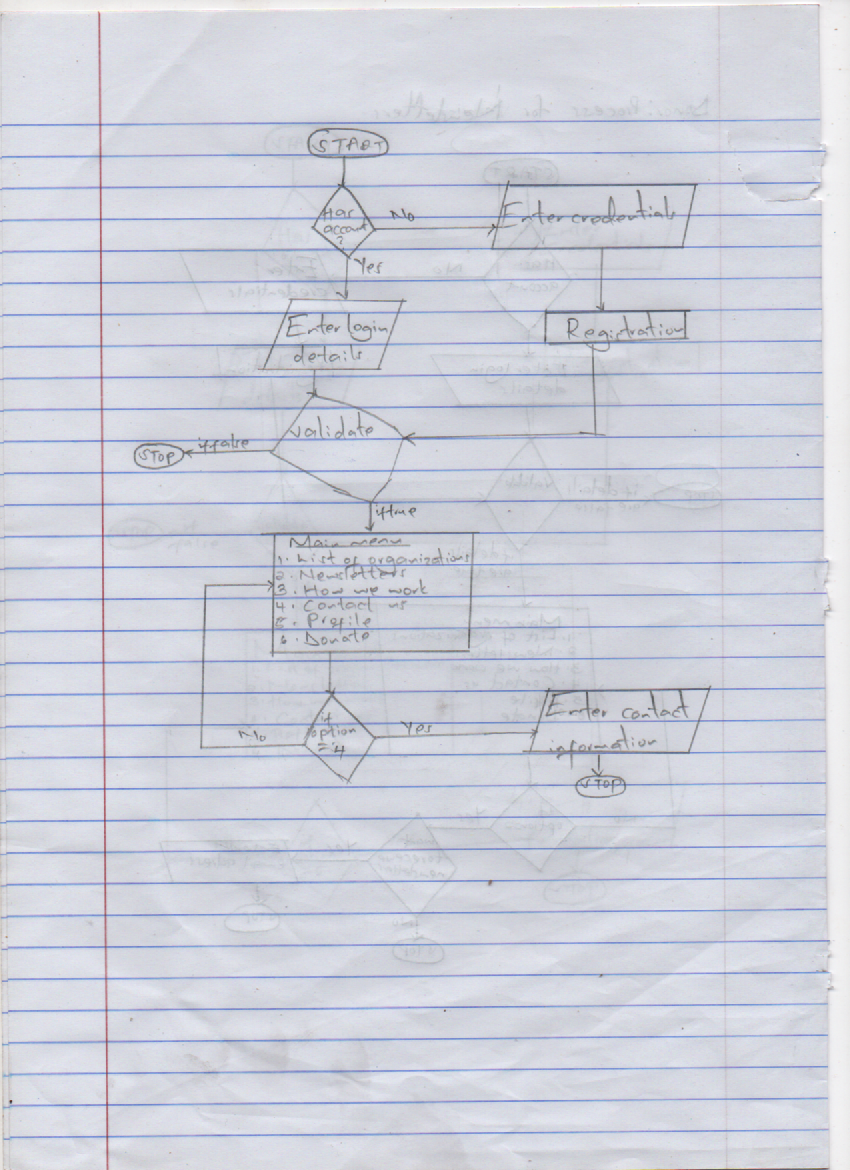 START
Has
account
?
No
Enter credentials
Yes
Enter login
details
Registration
validate
if false
STOP
if true
Main menu
1. List of organizations
2. Newsletters
3. How we work
4. Contact us
5. Profile
6. Donate
if
option
= 4
No
Yes
Enter contact
information
STOP